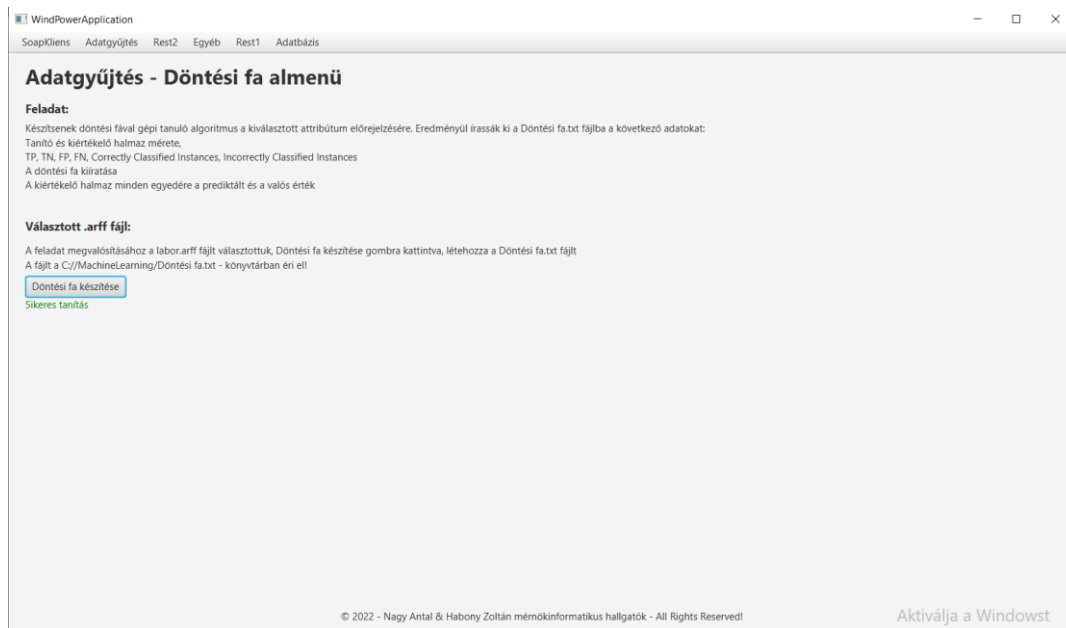 WindPowerApplication
SoapKliens Adatgyűjtés Rest2 Egyéb Rest1 Adatbázis
Adatgyűjtés - Döntési fa almenü
Feladat:
Készítsenek döntési fával gépi tanuló algoritmus a kiválasztott attribútum előrejelzésére. Eredményül írassák ki a Döntési fa.txt fájlba a következő adatokat:
Tanító és kiértékelő halmaz mérete,
TP, TN, FP, FN, Correctly Classified Instances, Incorrectly Classified Instances
A döntési fa kiíratása
A kiértékelő halmaz minden egyedére a prediktált és a valós érték
Választott .arff fájl:
A feladat megvalósításához a labor.arff fájlt választottuk, Döntési fa készítése gombra kattintva, létehozza a Döntési fa.txt fájlt
A fájlt a C://MachineLearning/Döntési fa.txt - könyvtárban éri el!
Döntési fa készítése
Sikeres tanítás
© 2022 - Nagy Antal & Habony Zoltán mérnökinformatikus hallgatók - All Rights Reserved!
Aktiválja a Windowst